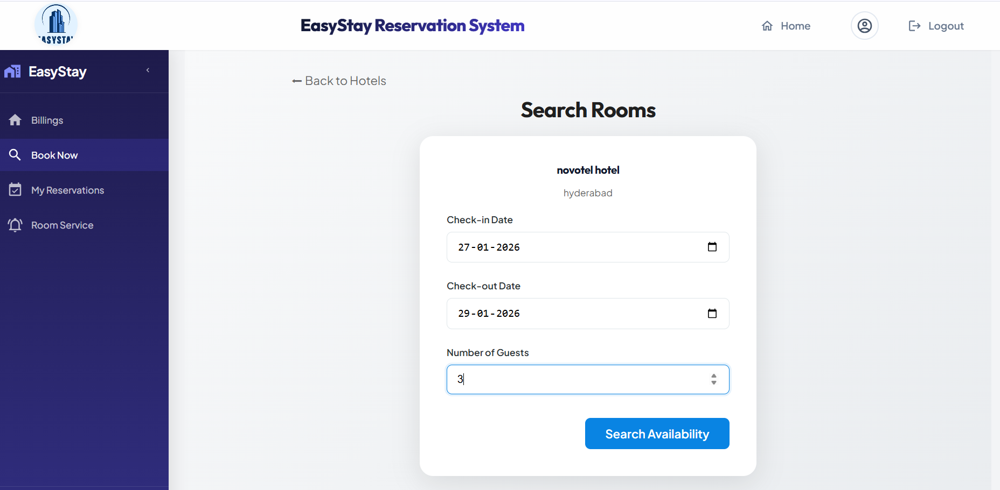 EASYSTAY
EasyStay Reservation System
Home
Logout
EasyStay
Billings
Book Now
My Reservations
Room Service
Back to Hotels
Search Rooms
novotel hotel
hyderabad
Check-in Date
27-01-2026
Check-out Date
29-01-2026
Number of Guests
3
Search Availability